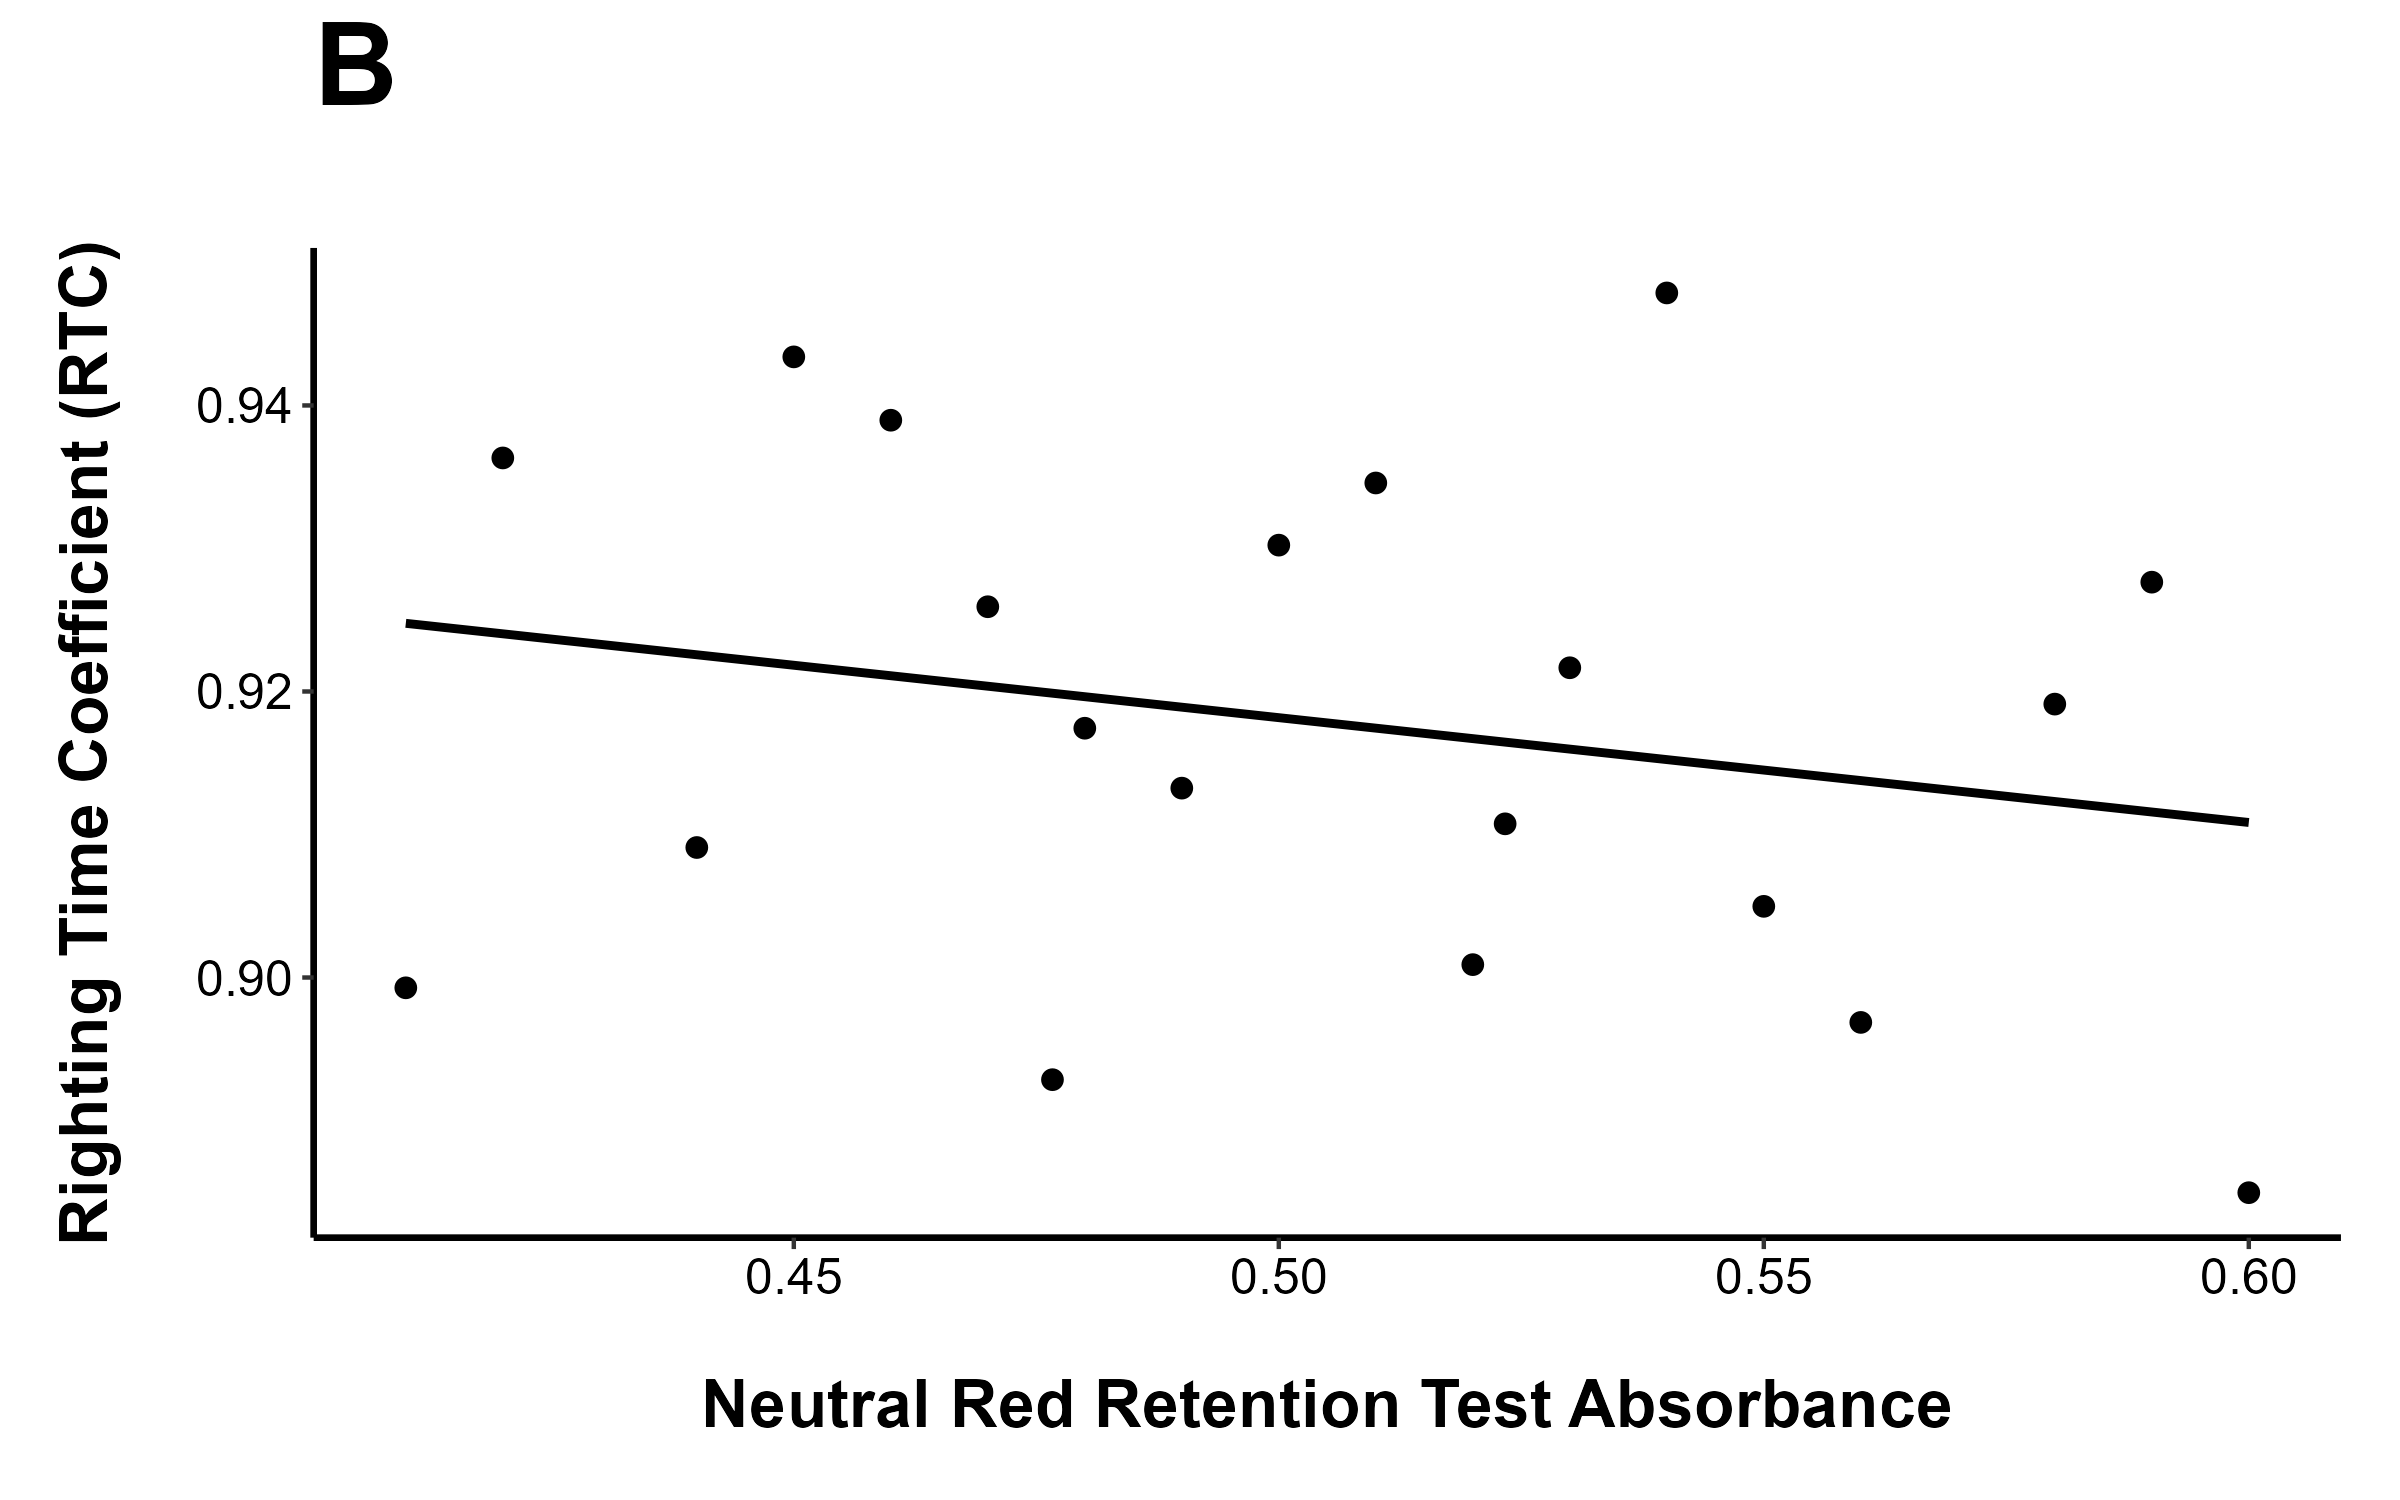 B
Righting Time Coefficient (RTC)
0.94
0.92
0.90
0.45 0.50 0.55 0.60
Neutral Red Retention Test Absorbance